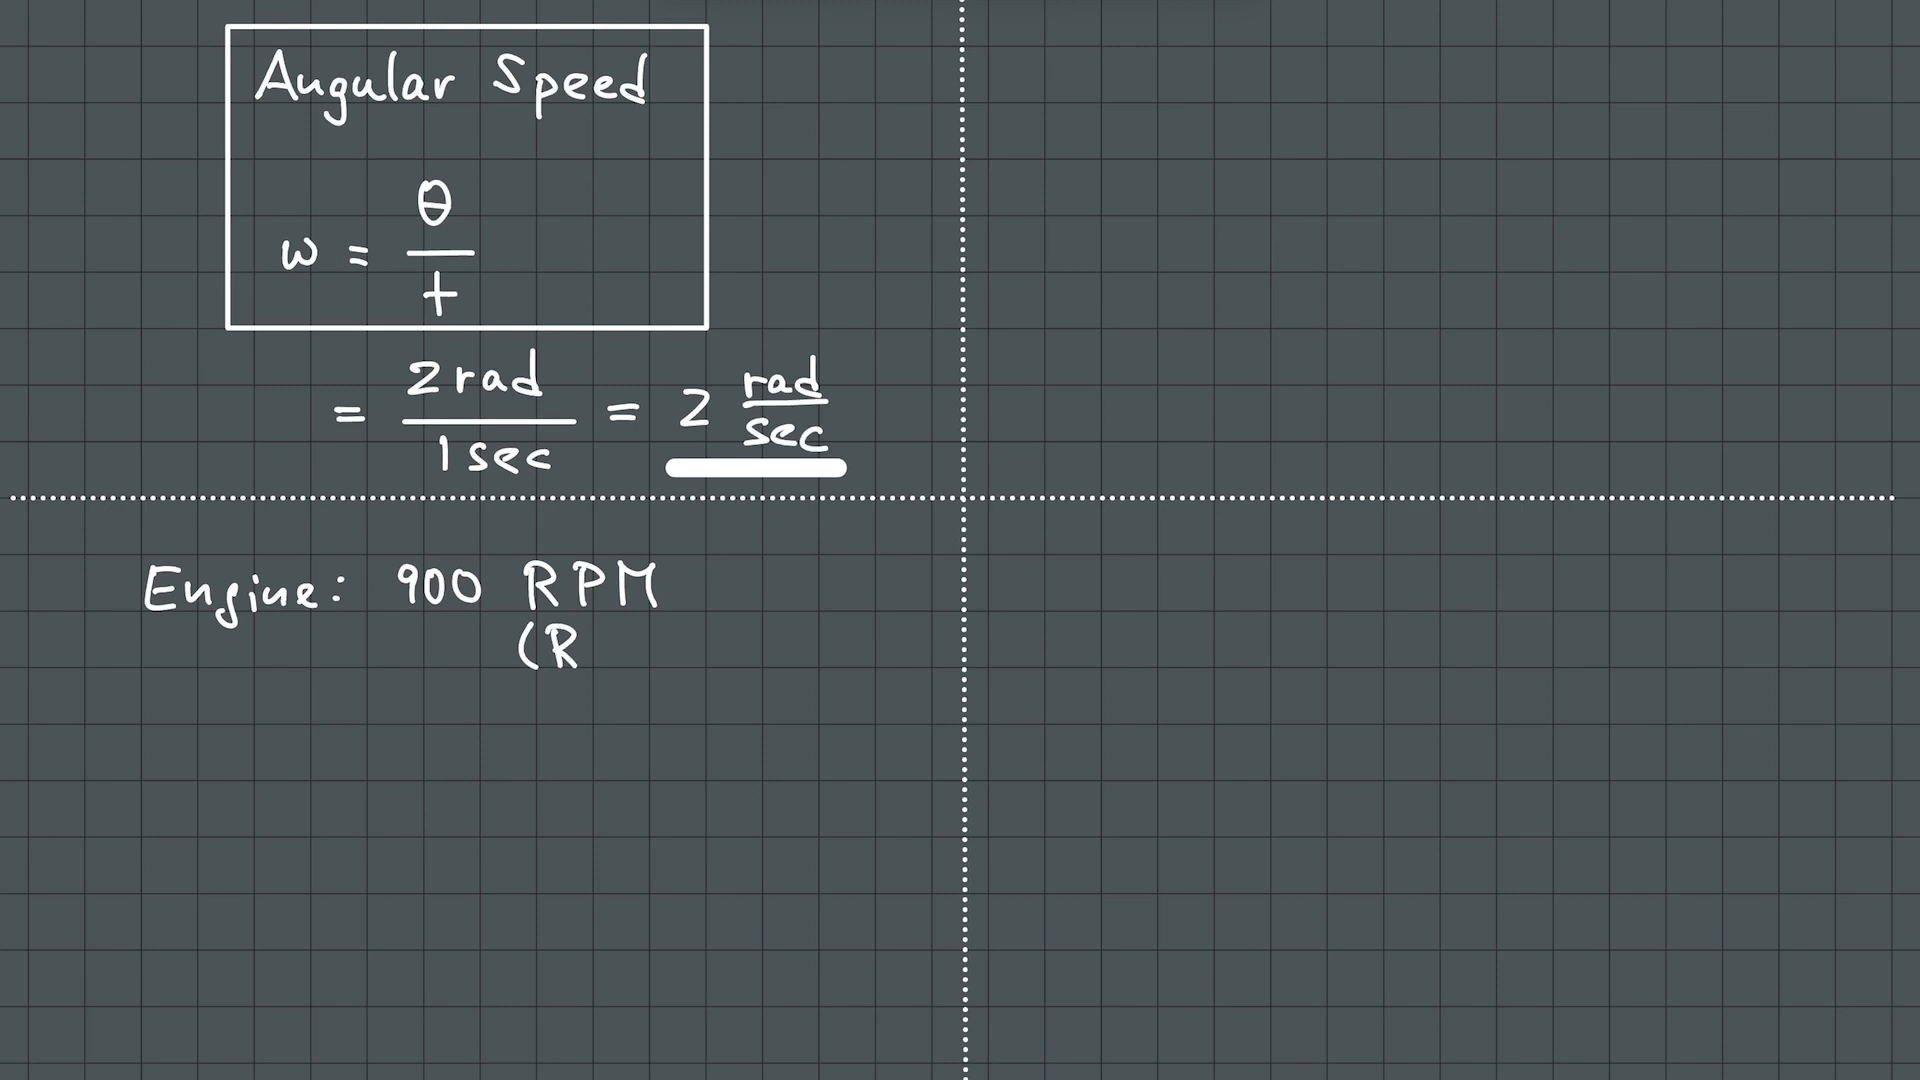 Angular Speed
w = θ/t
= 2 rad/1 sec = 2 rad/sec
Engine: 900 RPM
(R